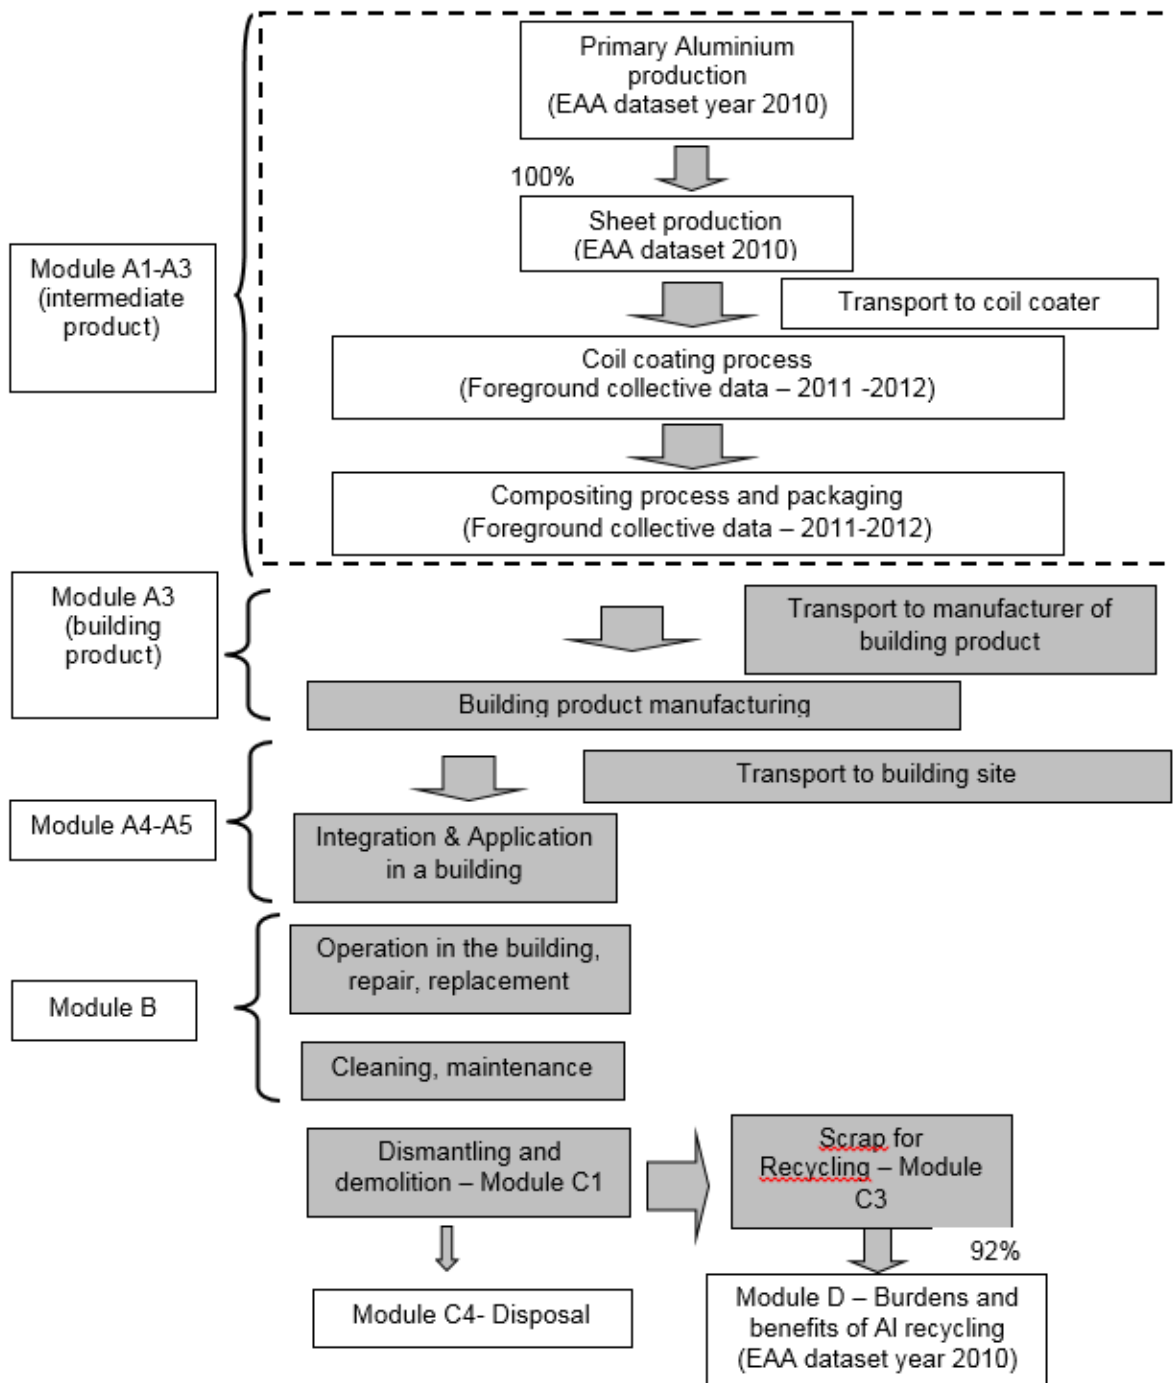 Primary Aluminium
production
(EAA dataset year 2010)
100%
Sheet production
(EAA dataset 2010)
Module A1-A3
(intermediate
product)
Transport to coil coater
Coil coating process
(Foreground collective data – 2011 -2012)
Compositing process and packaging
(Foreground collective data – 2011-2012)
Module A3
(building
product)
Transport to manufacturer of
building product
Building product manufacturing
Transport to building site
Module A4-A5
Integration & Application
in a building
Operation in the building,
repair, replacement
Module B
Cleaning, maintenance
Dismantling and
demolition – Module C1
Scrap for
Recycling – Module
C3
92%
Module C4- Disposal
Module D – Burdens and
benefits of Al recycling
(EAA dataset year 2010)